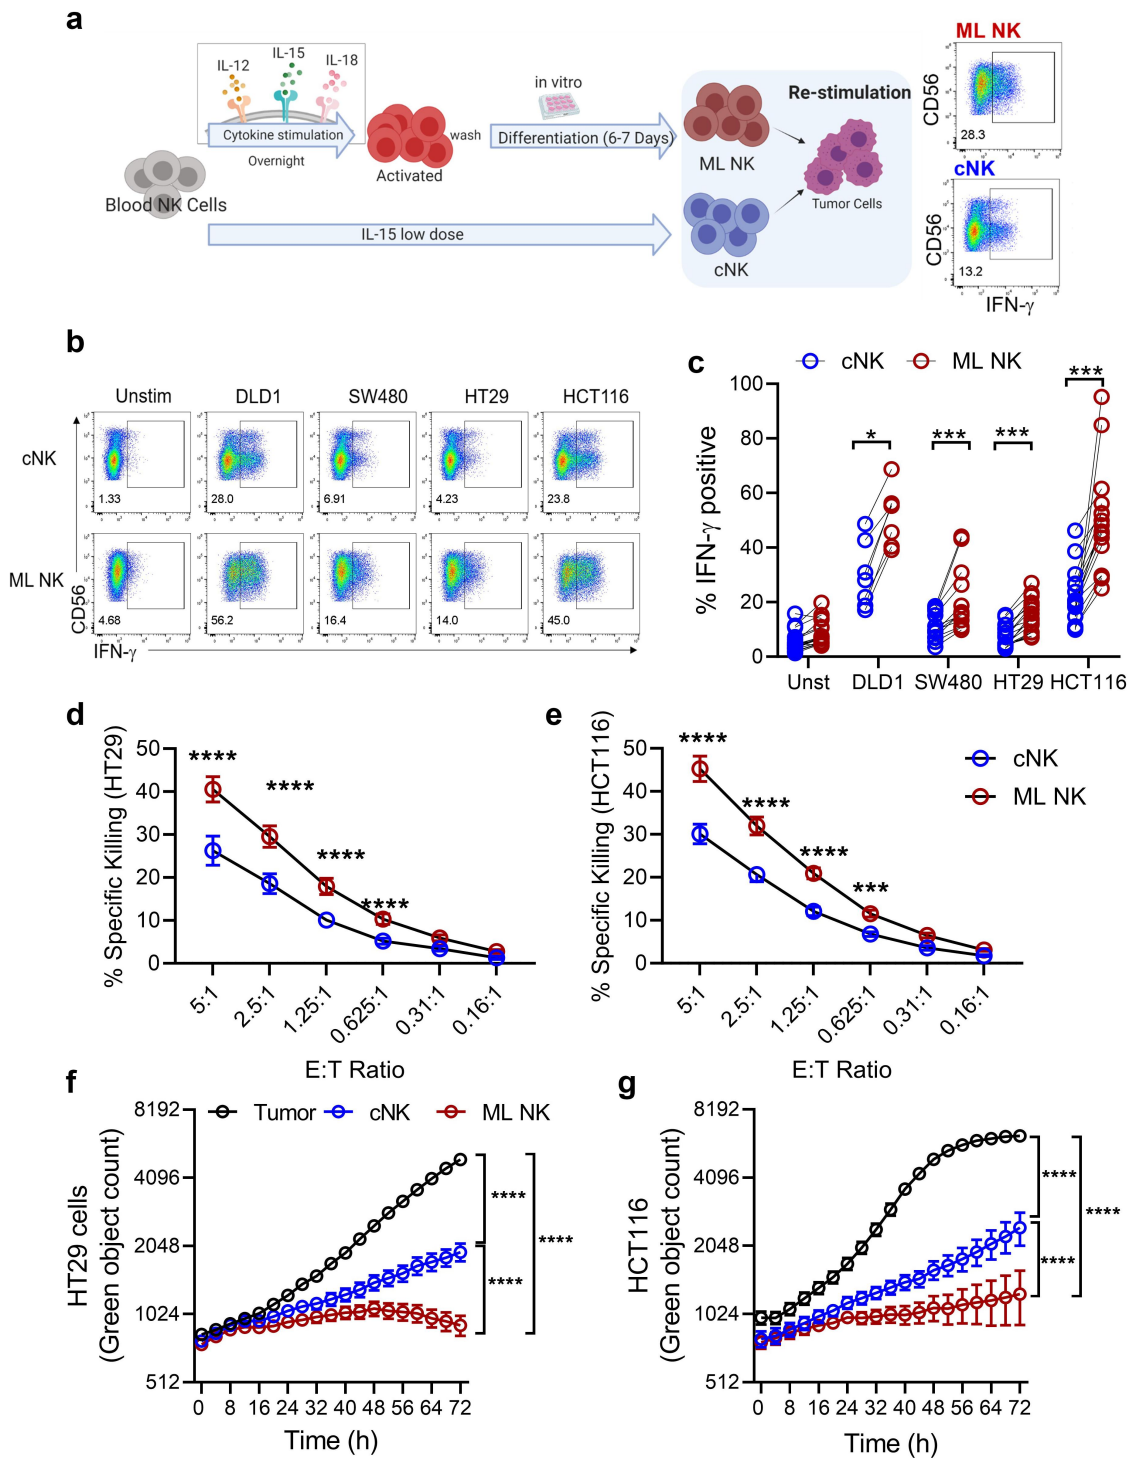 a
IL-12
IL-15
IL-18
Cytokine stimulation
Overnight
Blood NK Cells
Activated
wash
in vitro
Differentiation (6-7 Days)
IL-15 low dose
ML NK
cNK
Re-stimulation
Tumor Cells
ML NK
CD56
28.3
cNK
CD56
13.2
IFN-γ
b
Unstim
DLD1
SW480
HT29
HCT116
cNK
1.33
28.0
6.91
4.23
23.8
ML NK
4.68
56.2
16.4
14.0
45.0
CD56
IFN-γ
c
cNK
ML NK
% IFN-γ positive
100
80
60
40
20
0
*
***
***
***
Unst
DLD1
SW480
HT29
HCT116
d
% Specific Killing (HT29)
50
40
30
20
10
0
****
****
****
****
5:1
2.5:1
1.25:1
0.625:1
0.31:1
0.16:1
E:T Ratio
e
% Specific Killing (HCT116)
50
40
30
20
10
0
****
****
****
***
5:1
2.5:1
1.25:1
0.625:1
0.31:1
0.16:1
E:T Ratio
cNK
ML NK
f
HT29 cells
(Green object count)
8192
4096
2048
1024
512
Tumor
cNK
ML NK
****
****
****
0 8 16 24 32 40 48 56 64 72
Time (h)
g
HCT116
(Green object count)
8192
4096
2048
1024
512
****
****
****
0 8 16 24 32 40 48 56 64 72
Time (h)